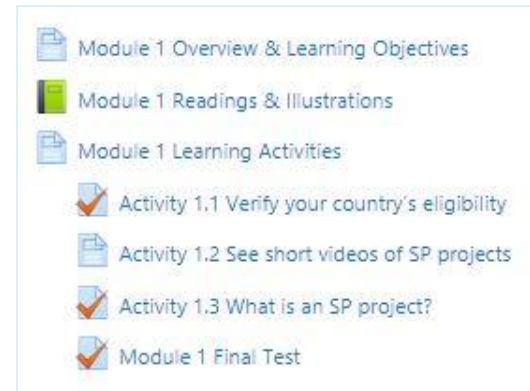 Module 1 Overview & Learning Objectives
Module 1 Readings & Illustrations
Module 1 Learning Activities
Activity 1.1 Verify your country's eligibility
Activity 1.2 See short videos of SP projects
Activity 1.3 What is an SP project?
Module 1 Final Test